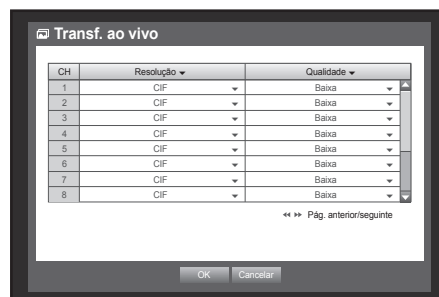 Transf. ao vivo
CH Resolução Qualidade
1 CIF Baixa
2 CIF Baixa
3 CIF Baixa
4 CIF Baixa
5 CIF Baixa
6 CIF Baixa
7 CIF Baixa
8 CIF Baixa
Pág. anterior/seguinte
OK Cancelar